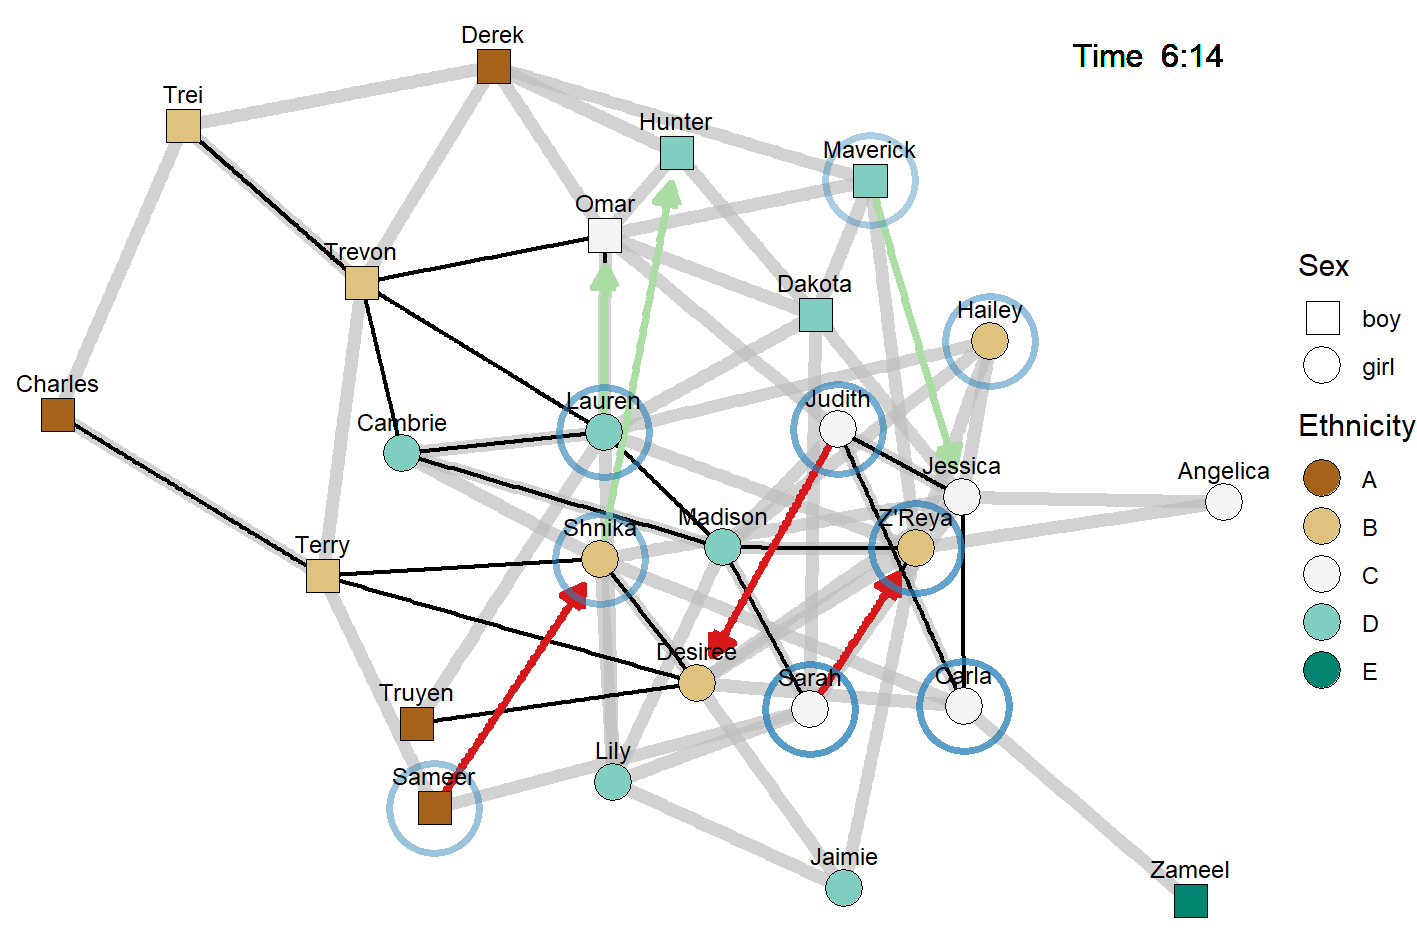 Derek
Time 6:14
Trei
Hunter
Maverick
Omar
Trevon
Dakota
Hailey
Charles
Cambrie
Lauren
Judith
Jessica
Angelica
Shnika
Madison
Z'Reya
Terry
Desiree
Sarah
Carla
Truyen
Lily
Sameer
Jaimie
Zameel
Sex
boy
girl
Ethnicity
A
B
C
D
E